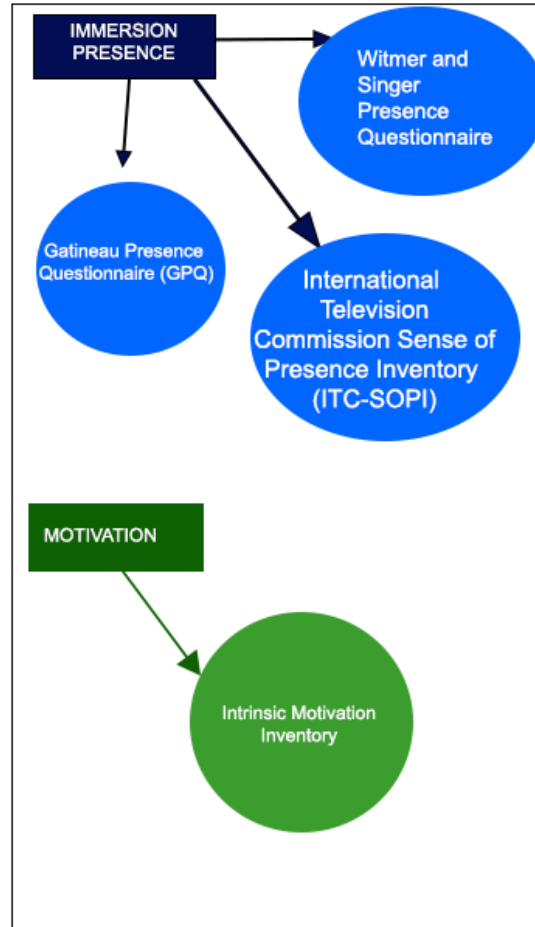 IMMERSION
PRESENCE
Witmer and
Singer
Presence
Questionnaire
Gatineau Presence
Questionnaire (GPQ)
International
Television
Commission Sense of
Presence Inventory
(ITC-SOPI)
MOTIVATION
Intrinsic Motivation
Inventory